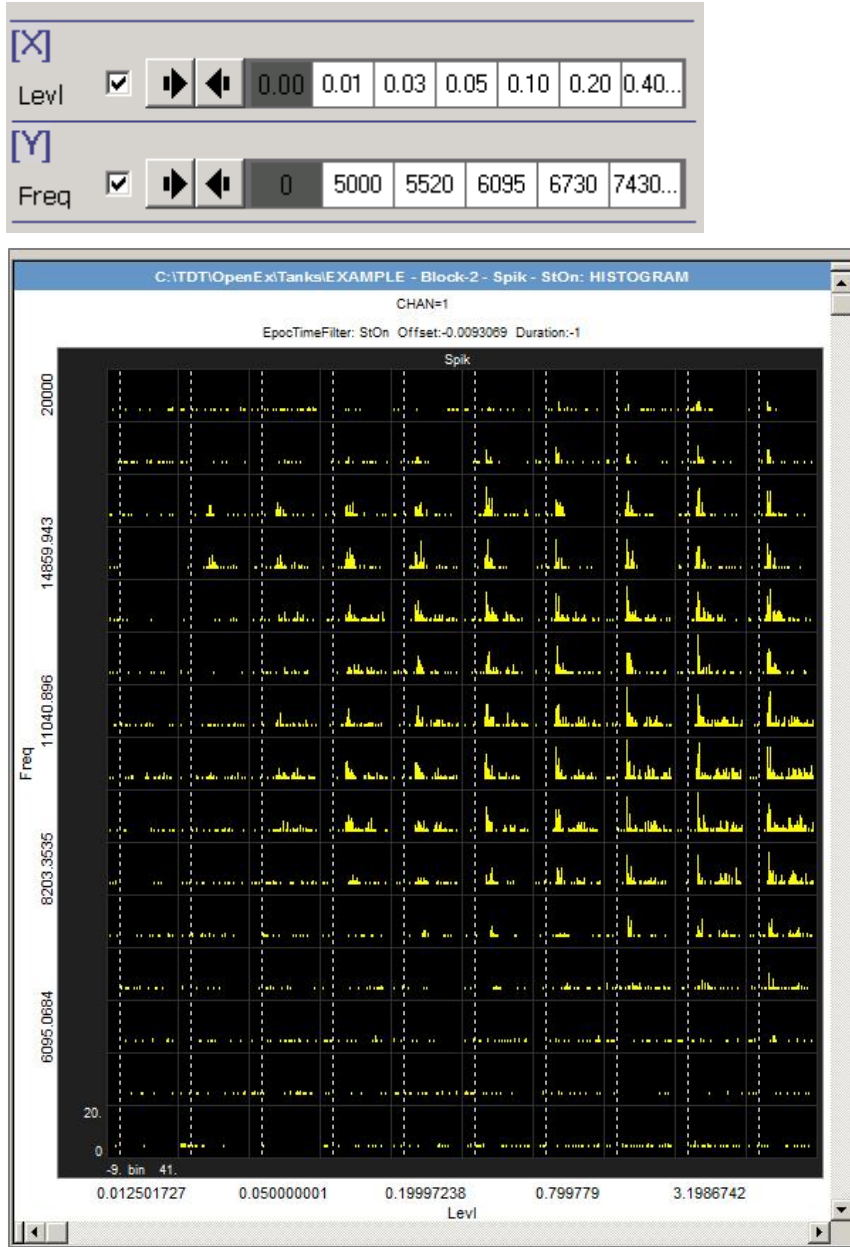 [X]
Levl 0.00 0.01 0.03 0.05 0.10 0.20 0.40...
[Y]
Freq 0 5000 5520 6095 6730 7430...
C:\TDT\OpenEx\Tanks\EXAMPLE - Block-2 - Spik - StOn: HISTOGRAM
CHAN=1
EpocTimeFilter: StOn Offset:-0.0093069 Duration:-1
Spik
20000
14859.943
11040.896
Freq
8203.3535
6095.0684
20.
0
-9. bin 41.
0.012501727 0.050000001 0.19997238 0.799779 3.1986742
Levl